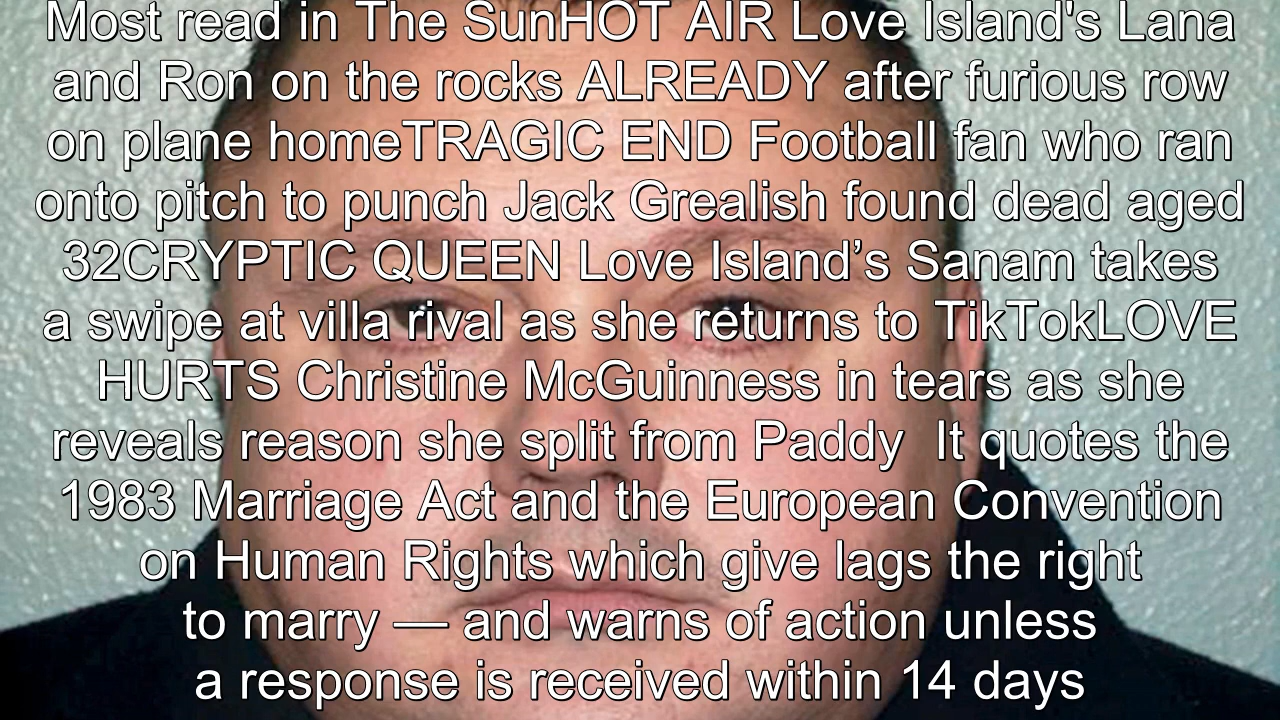 Most read in The SunHOT AIR Love Island's Lana
and Ron on the rocks ALREADY after furious row
on plane homeTRAGIC END Football fan who ran
onto pitch to punch Jack Grealish found dead aged
32CRYPTIC QUEEN Love Island’s Sanam takes
a swipe at villa rival as she returns to TikTokLOVE
HURTS Christine McGuinness in tears as she
reveals reason she split from Paddy  It quotes the
1983 Marriage Act and the European Convention
on Human Rights which give lags the right
to marry — and warns of action unless
a response is received within 14 days